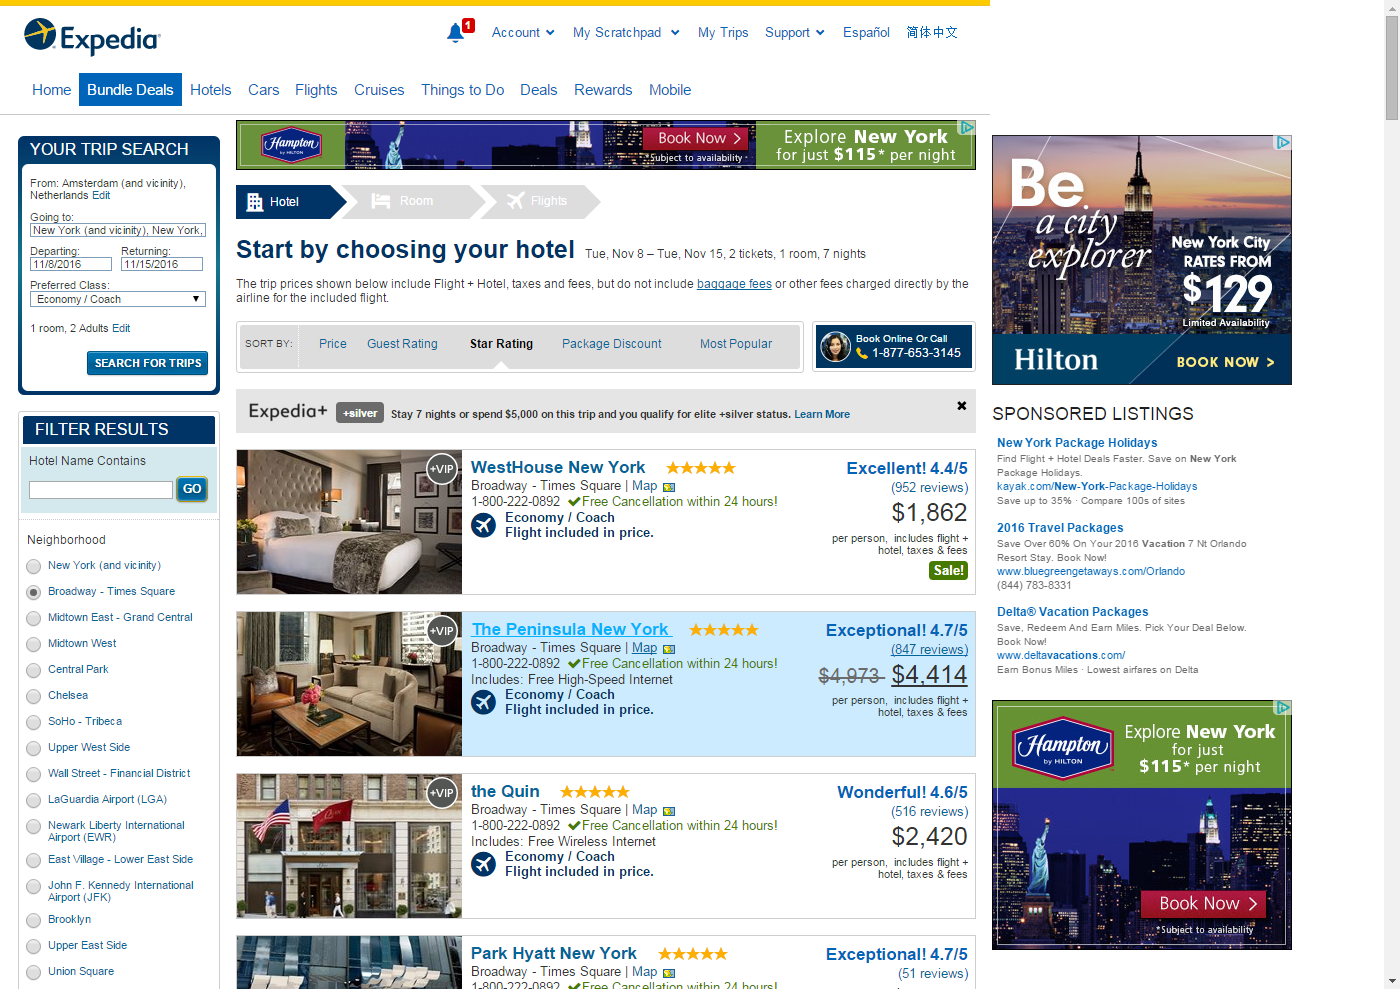 Expedia
1
Account
My Scratchpad
My Trips
Support
Español
简体中文
Home
Bundle Deals
Hotels
Cars
Flights
Cruises
Things to Do
Deals
Rewards
Mobile
YOUR TRIP SEARCH
From: Amsterdam (and vicinity),
Netherlands Edit
Going to:
New York (and vicinity), New York,
Departing:
Returning:
11/8/2016
11/15/2016
Preferred Class:
Economy / Coach
1 room, 2 Adults Edit
SEARCH FOR TRIPS
FILTER RESULTS
Hotel Name Contains
GO
Neighborhood
New York (and vicinity)
Broadway - Times Square
Midtown East - Grand Central
Midtown West
Central Park
Chelsea
SoHo - Tribeca
Upper West Side
Wall Street - Financial District
LaGuardia Airport (LGA)
Newark Liberty International
Airport (EWR)
East Village - Lower East Side
John F. Kennedy International
Airport (JFK)
Brooklyn
Upper East Side
Union Square
Hampton
by HILTON
Book Now >
*Subject to availability
Explore New York
for just $115* per night
Hotel
Room
Flights
Start by choosing your hotel
Tue, Nov 8 – Tue, Nov 15, 2 tickets, 1 room, 7 nights
The trip prices shown below include Flight + Hotel, taxes and fees, but do not include baggage fees or other fees charged directly by the
airline for the included flight.
SORT BY:
Price
Guest Rating
Star Rating
Package Discount
Most Popular
Book Online Or Call
1-877-653-3145
Expedia+
+silver
Stay 7 nights or spend $5,000 on this trip and you qualify for elite +silver status. Learn More
+VIP
WestHouse New York
Broadway - Times Square | Map
1-800-222-0892 Free Cancellation within 24 hours!
Economy / Coach
Flight included in price.
Excellent! 4.4/5
(952 reviews)
$1,862
per person, includes flight +
hotel, taxes & fees
Sale!
+VIP
The Peninsula New York
Broadway - Times Square | Map
1-800-222-0892 Free Cancellation within 24 hours!
Includes: Free High-Speed Internet
Economy / Coach
Flight included in price.
Exceptional! 4.7/5
(847 reviews)
$4,973 $4,414
per person, includes flight +
hotel, taxes & fees
+VIP
the Quin
Broadway - Times Square | Map
1-800-222-0892 Free Cancellation within 24 hours!
Includes: Free Wireless Internet
Economy / Coach
Flight included in price.
Wonderful! 4.6/5
(516 reviews)
$2,420
per person, includes flight +
hotel, taxes & fees
Park Hyatt New York
Broadway - Times Square | Map
1-800-222-0892 Free Cancellation within 24 hours!
Exceptional! 4.7/5
(51 reviews)
Be.
a city
explorer
New York City
RATES FROM
$129
Limited Availability
Hilton
BOOK NOW >
SPONSORED LISTINGS
New York Package Holidays
Find Flight + Hotel Deals Faster. Save on New York
Package Holidays.
kayak.com/New-York-Package-Holidays
Save up to 35% · Compare 100s of sites
2016 Travel Packages
Save Over 60% On Your 2016 Vacation 7 Nt Orlando
Resort Stay. Book Now!
www.bluegreengetaways.com/Orlando
(844) 783-8331
Delta® Vacation Packages
Save, Redeem And Earn Miles. Pick Your Deal Below.
Book Now!
www.deltavacations.com/
Earn Bonus Miles · Lowest airfares on Delta
Hampton
by HILTON
Explore New York
for just
$115* per night
Book Now >
*Subject to availability